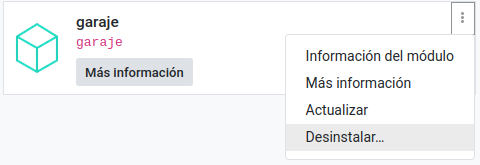 garaje
garaje
Más información
Información del módulo
Más información
Actualizar
Desinstalar...